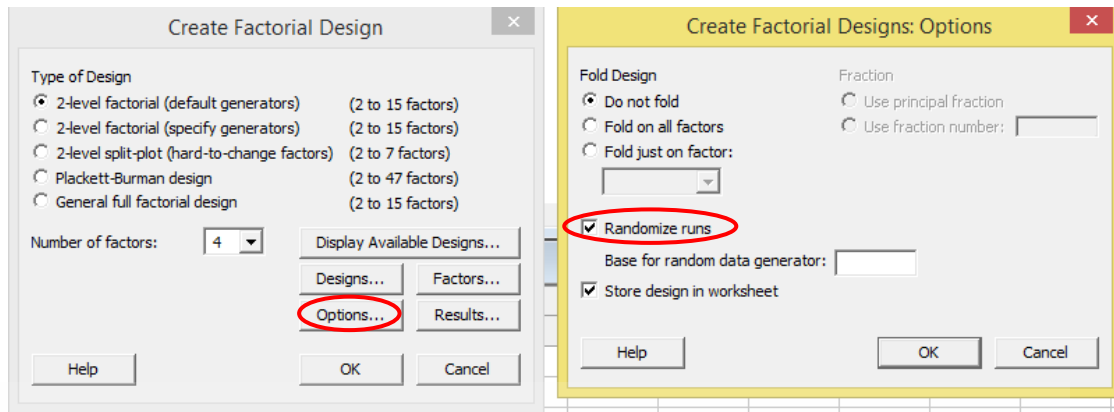 Create Factorial Design
Type of Design
2-level factorial (default generators) (2 to 15 factors)
2-level factorial (specify generators) (2 to 15 factors)
2-level split-plot (hard-to-change factors) (2 to 7 factors)
Plackett-Burman design (2 to 47 factors)
General full factorial design (2 to 15 factors)
Number of factors: 4 Display Available Designs...
Designs... Factors...
Options... Results...
Help OK Cancel
Create Factorial Designs: Options
Fold Design Fraction
Do not fold Use principal fraction
Fold on all factors Use fraction number:
Fold just on factor:
Randomize runs
Base for random data generator:
Store design in worksheet
Help OK Cancel